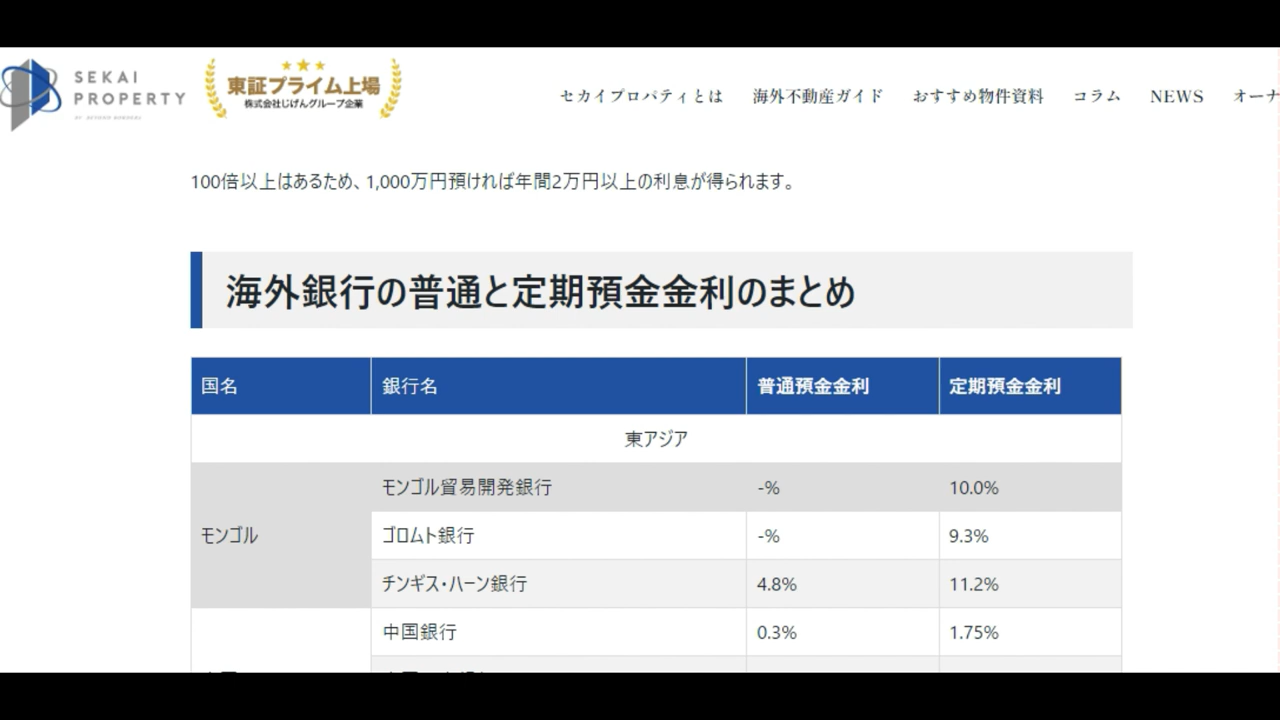 SEKAI
PROPERTY
東証プライム上場
株式会社じげんグループ企業
セカイプロパティとは 海外不動産ガイド おすすめ物件資料 コラム NEWS オーナ
100倍以上はあるため、1,000万円預ければ年間2万円以上の利息が得られます。
海外銀行の普通と定期預金金利のまとめ
国名 銀行名 普通預金金利 定期預金金利
東アジア
モンゴル貿易開発銀行 -% 10.0%
モンゴル ゴロムト銀行 -% 9.3%
チンギス・ハーン銀行 4.8% 11.2%
中国銀行 0.3% 1.75%